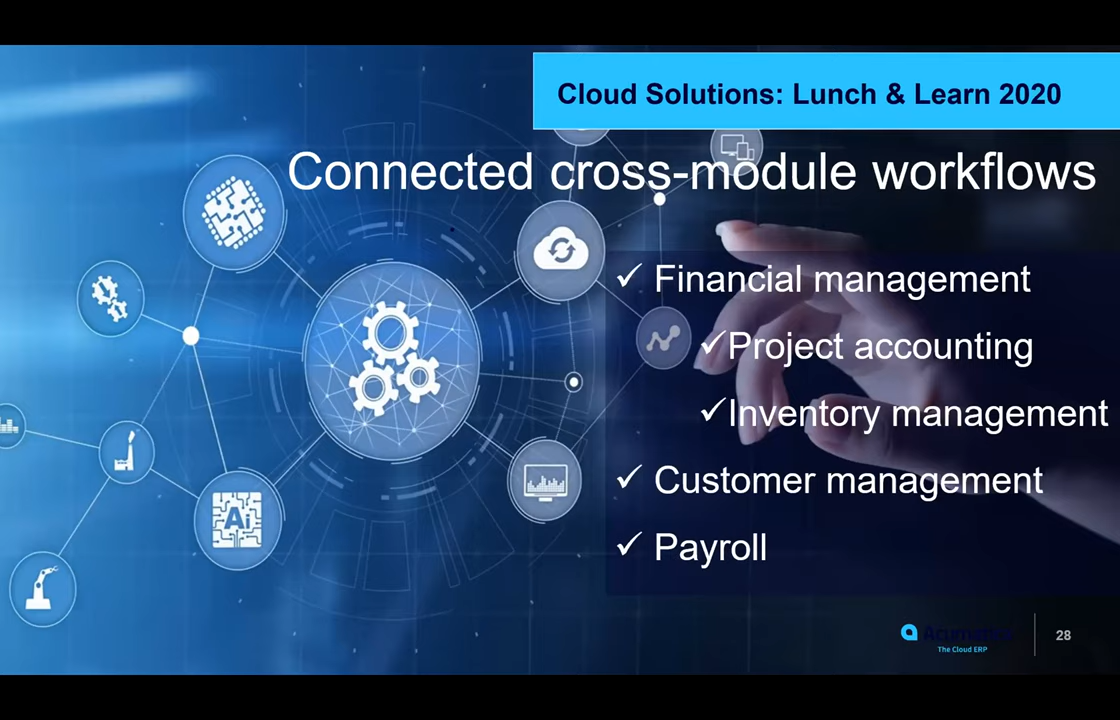 Cloud Solutions: Lunch & Learn 2020
Connected cross-module workflows
✓ Financial management
✓Project accounting
✓Inventory management
✓ Customer management
✓ Payroll
Ai
Acumatica
The Cloud ERP
28